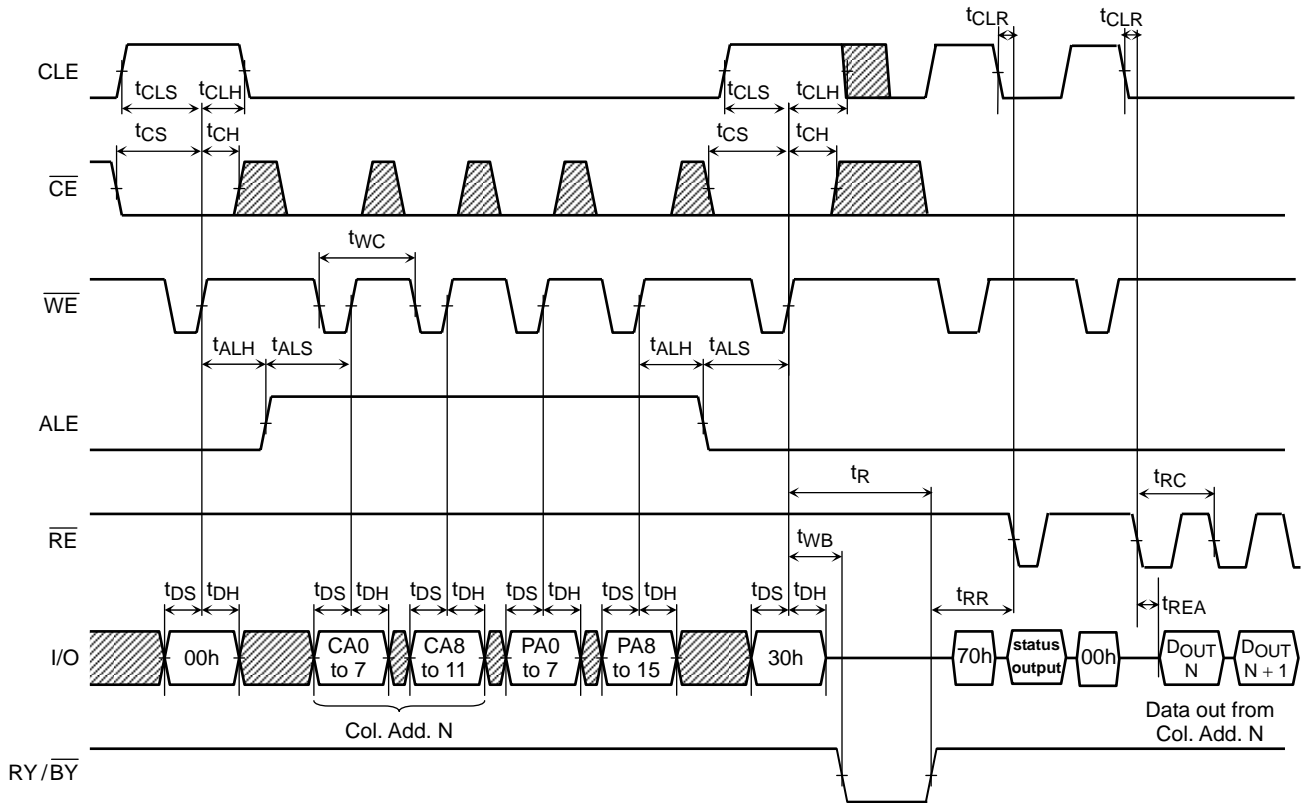 tCLR tCLR
CLE
tCLS tCLH tCLS tCLH
tCS tCH tCS tCH
CE
tWC
WE
tALH tALS tALH tALS
ALE
tR
tRC
RE
tWB
tDS tDH tDS tDH tDS tDH tDS tDH tDS tDH tDS tDH
tRR
tREA
I/O
00h
CA0 to 7
CA8 to 11
PA0 to 7
PA8 to 15
30h
70h
status output
00h
DOUT N
DOUT N + 1
Col. Add. N
Data out from
Col. Add. N
RY/BY